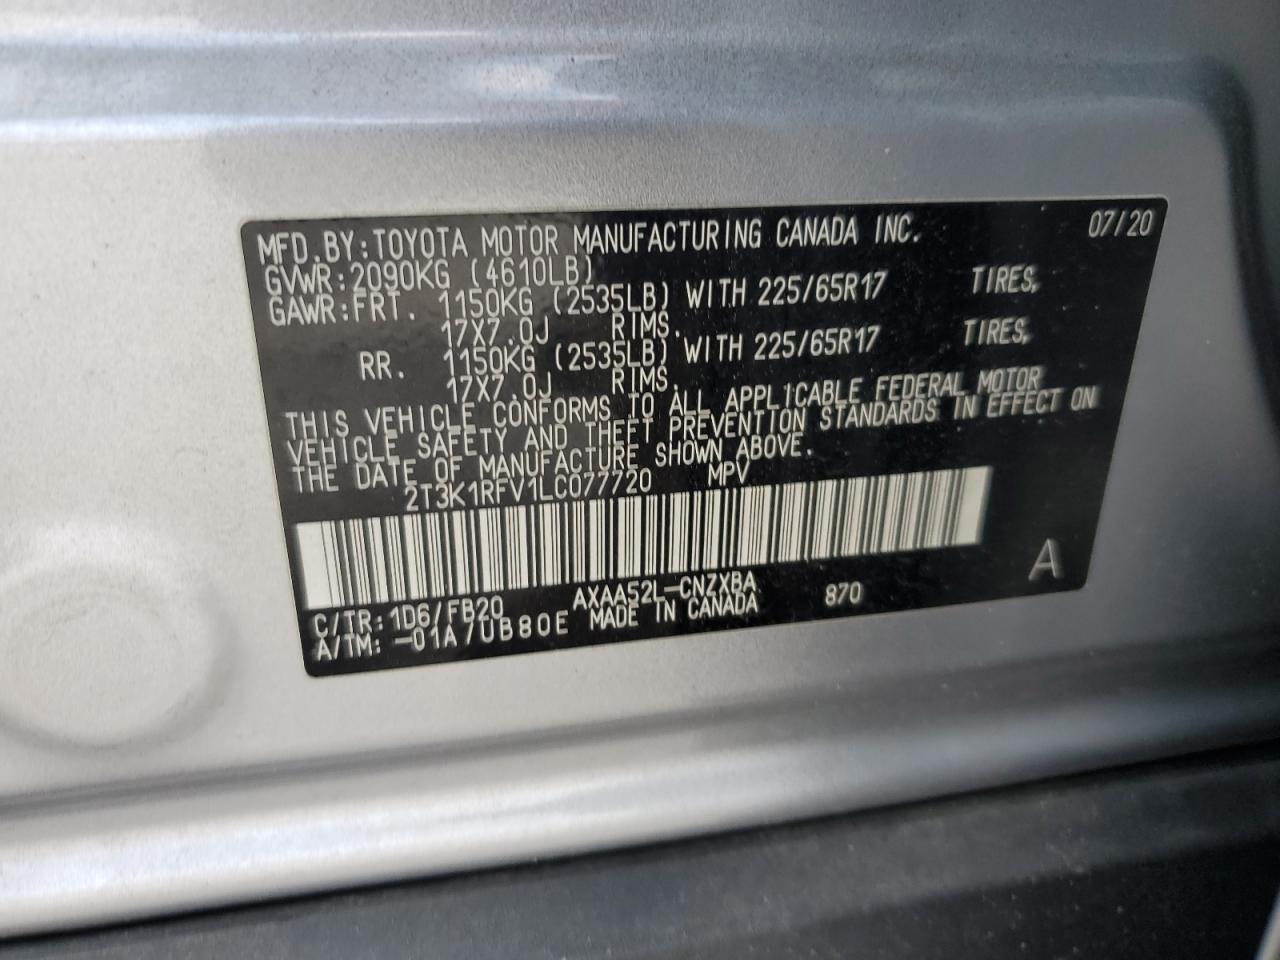 MFD.BY:TOYOTA MOTOR MANUFACTURING CANADA INC. 07/20
GVWR:2090KG (4610LB)
GAWR:FRT. 1150KG (2535LB) WITH 225/65R17 TIRES,
17X7.0J RIMS.
RR. 1150KG (2535LB) WITH 225/65R17 TIRES,
17X7.0J RIMS.
THIS VEHICLE CONFORMS TO ALL APPLICABLE FEDERAL MOTOR
VEHICLE SAFETY AND THEFT PREVENTION STANDARDS IN EFFECT ON
THE DATE OF MANUFACTURE SHOWN ABOVE.
2T3K1RFV1LC077720 MPV
C/TR:1D6/FB20 AXAA52L-CNZXBA 870 A
A/TM: -01A/UB80E MADE IN CANADA